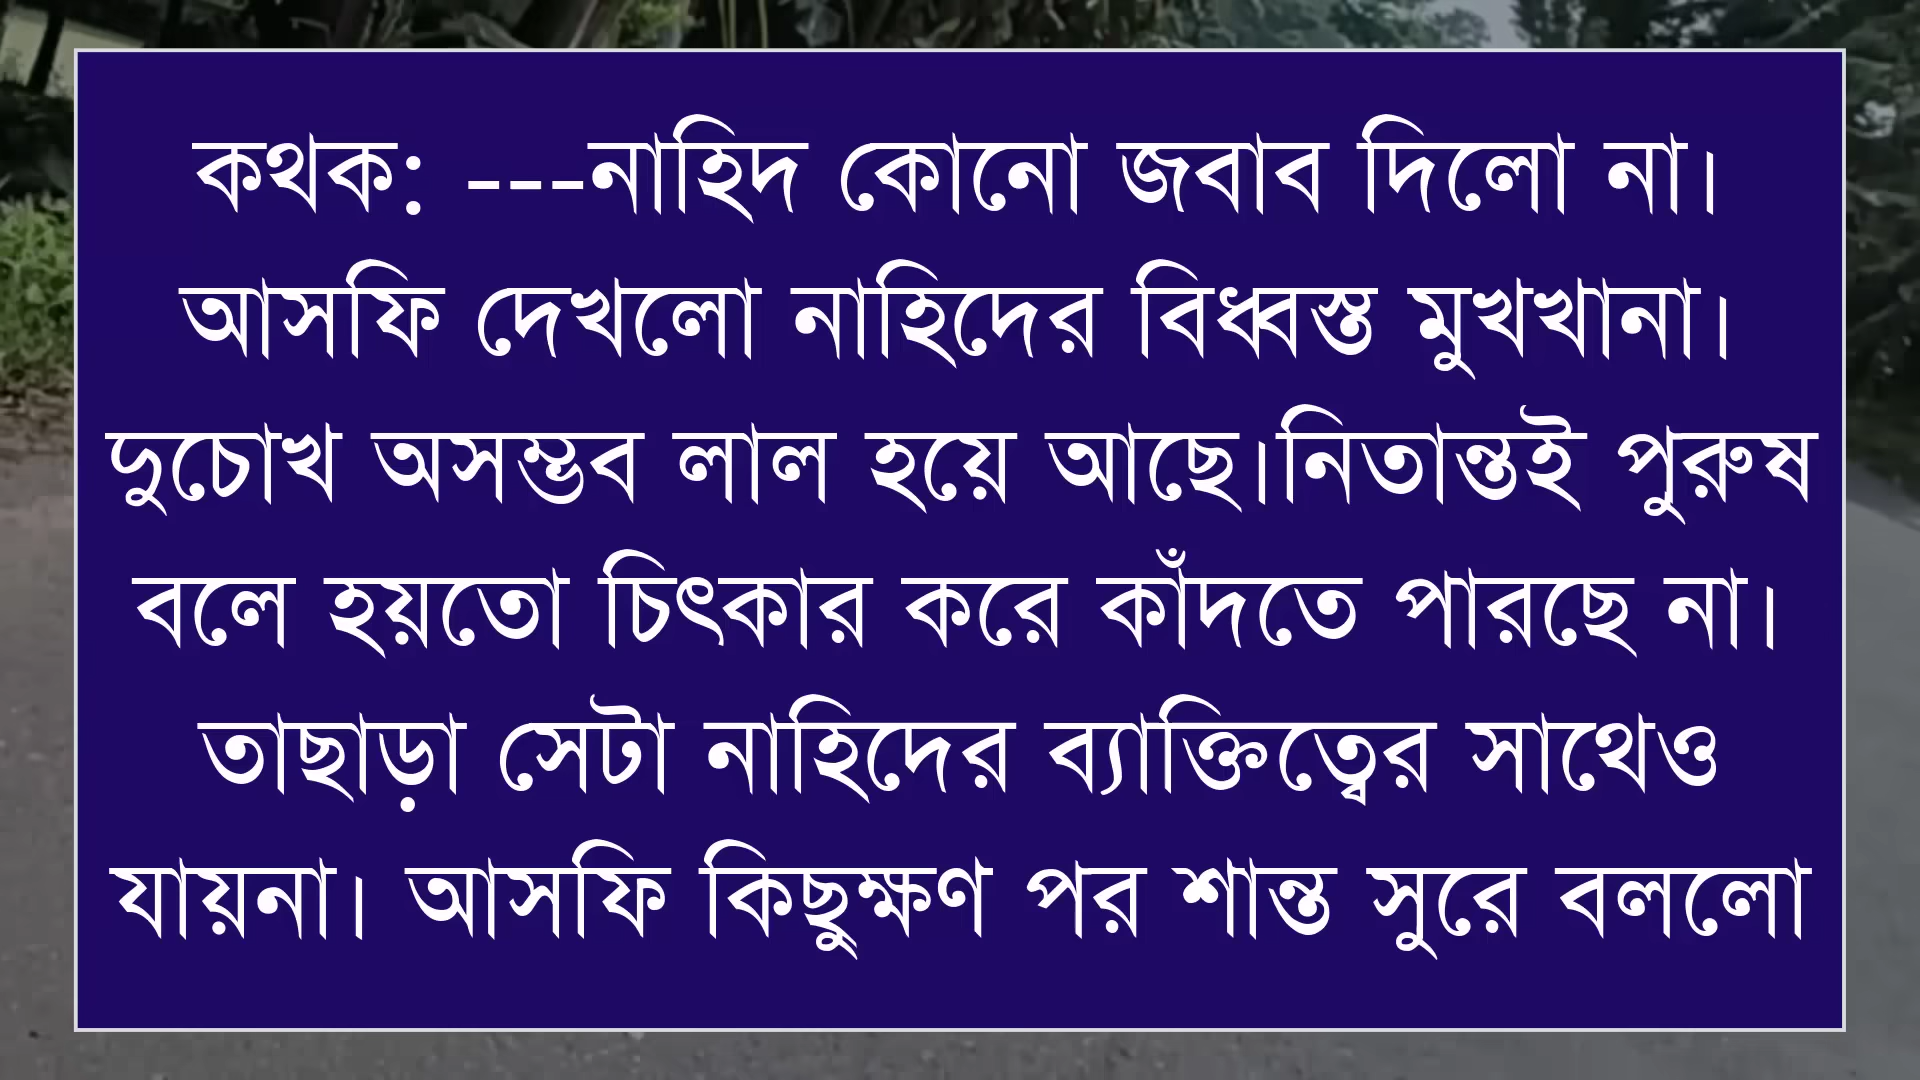 কথক: ---নাহিদ কোনো জবাব দিলো না।
আসফি দেখলো নাহিদের বিধ্বস্ত মুখখানা।
দুচোখ অসম্ভব লাল হয়ে আছে।নিতান্তই পুরুষ
বলে হয়তো চিৎকার করে কাঁদতে পারছে না।
তাছাড়া সেটা নাহিদের ব্যাক্তিত্বের সাথেও
যায়না। আসফি কিছুক্ষণ পর শান্ত সুরে বললো